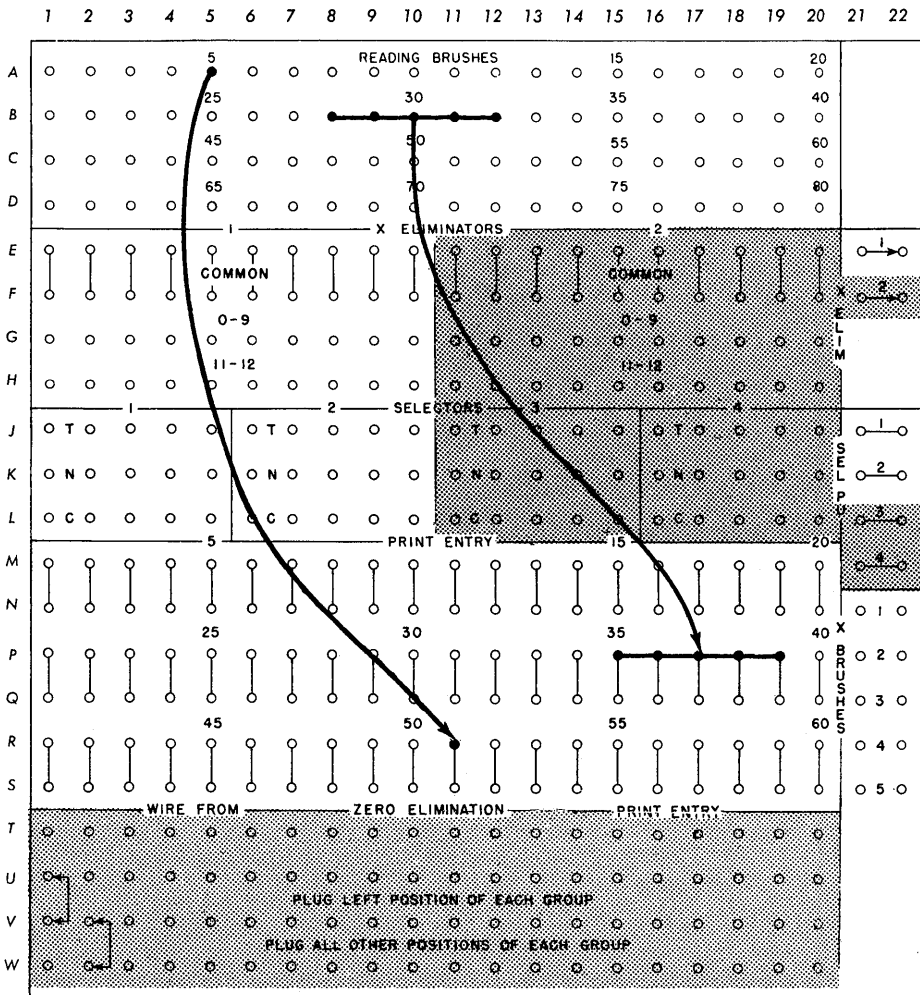 1 2 3 4 5 6 7 8 9 10 11 12 13 14 15 16 17 18 19 20 21 22
5 READING BRUSHES 15 20
A
25 30 35 40
B
45 50 55 60
C
65 70 75 80
D
1 X ELIMINATORS 2
E 1
COMMON COMMON
F 2
0-9 0-9
G
11-12 11-12
H
X ELIM
1 2 SELECTORS 3 4
J T T T T 1
K N N N N 2
L C C C C 3
SEL PU
5 PRINT ENTRY 15 20
M 4
N 1
25 30 35 40
P 2
Q 3
X BRUSHES
45 50 55 60
R 4
S 5
WIRE FROM ZERO ELIMINATION PRINT ENTRY
T
U
PLUG LEFT POSITION OF EACH GROUP
V
PLUG ALL OTHER POSITIONS OF EACH GROUP
W